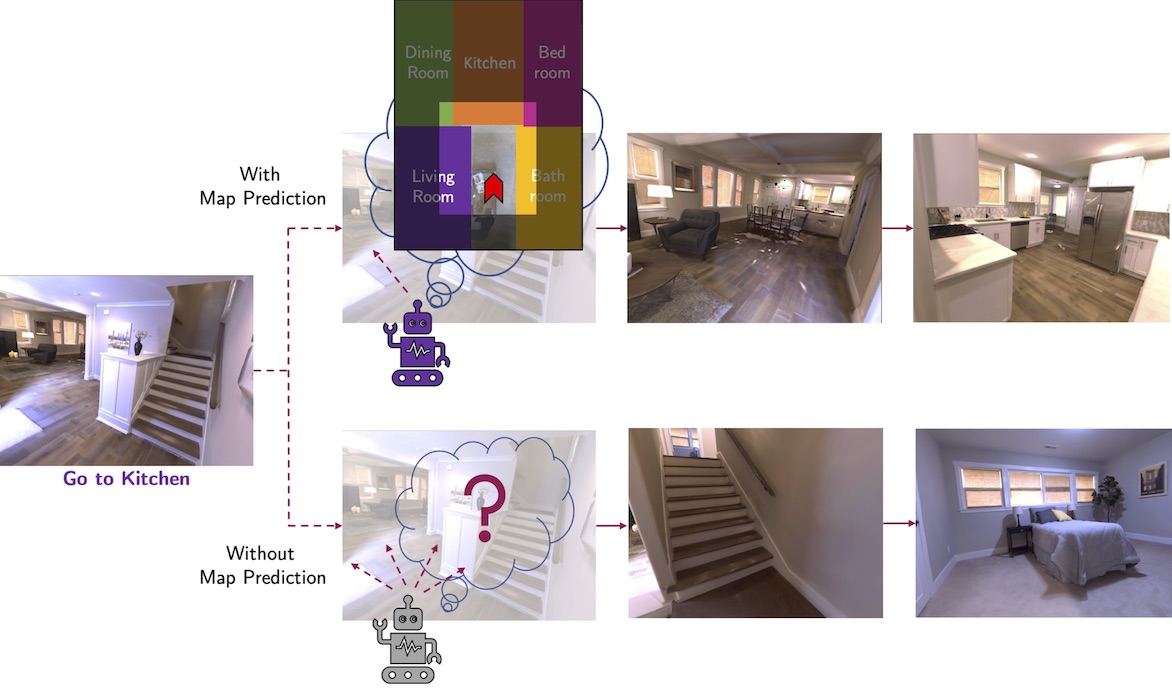 Dining
Room
Kitchen
Bed
room
Living
Room
Bath
room
With
Map Prediction
Go to Kitchen
?
Without
Map Prediction